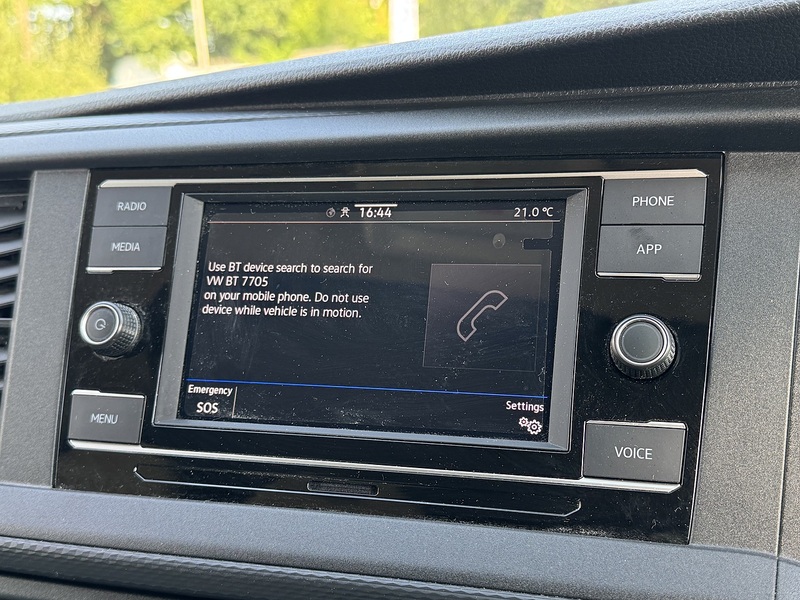 RADIO
MEDIA
MENU
16:44
21.0 °C
Use BT device search to search for
VW BT 7705
on your mobile phone. Do not use
device while vehicle is in motion.
Emergency
SOS
Settings
PHONE
APP
VOICE